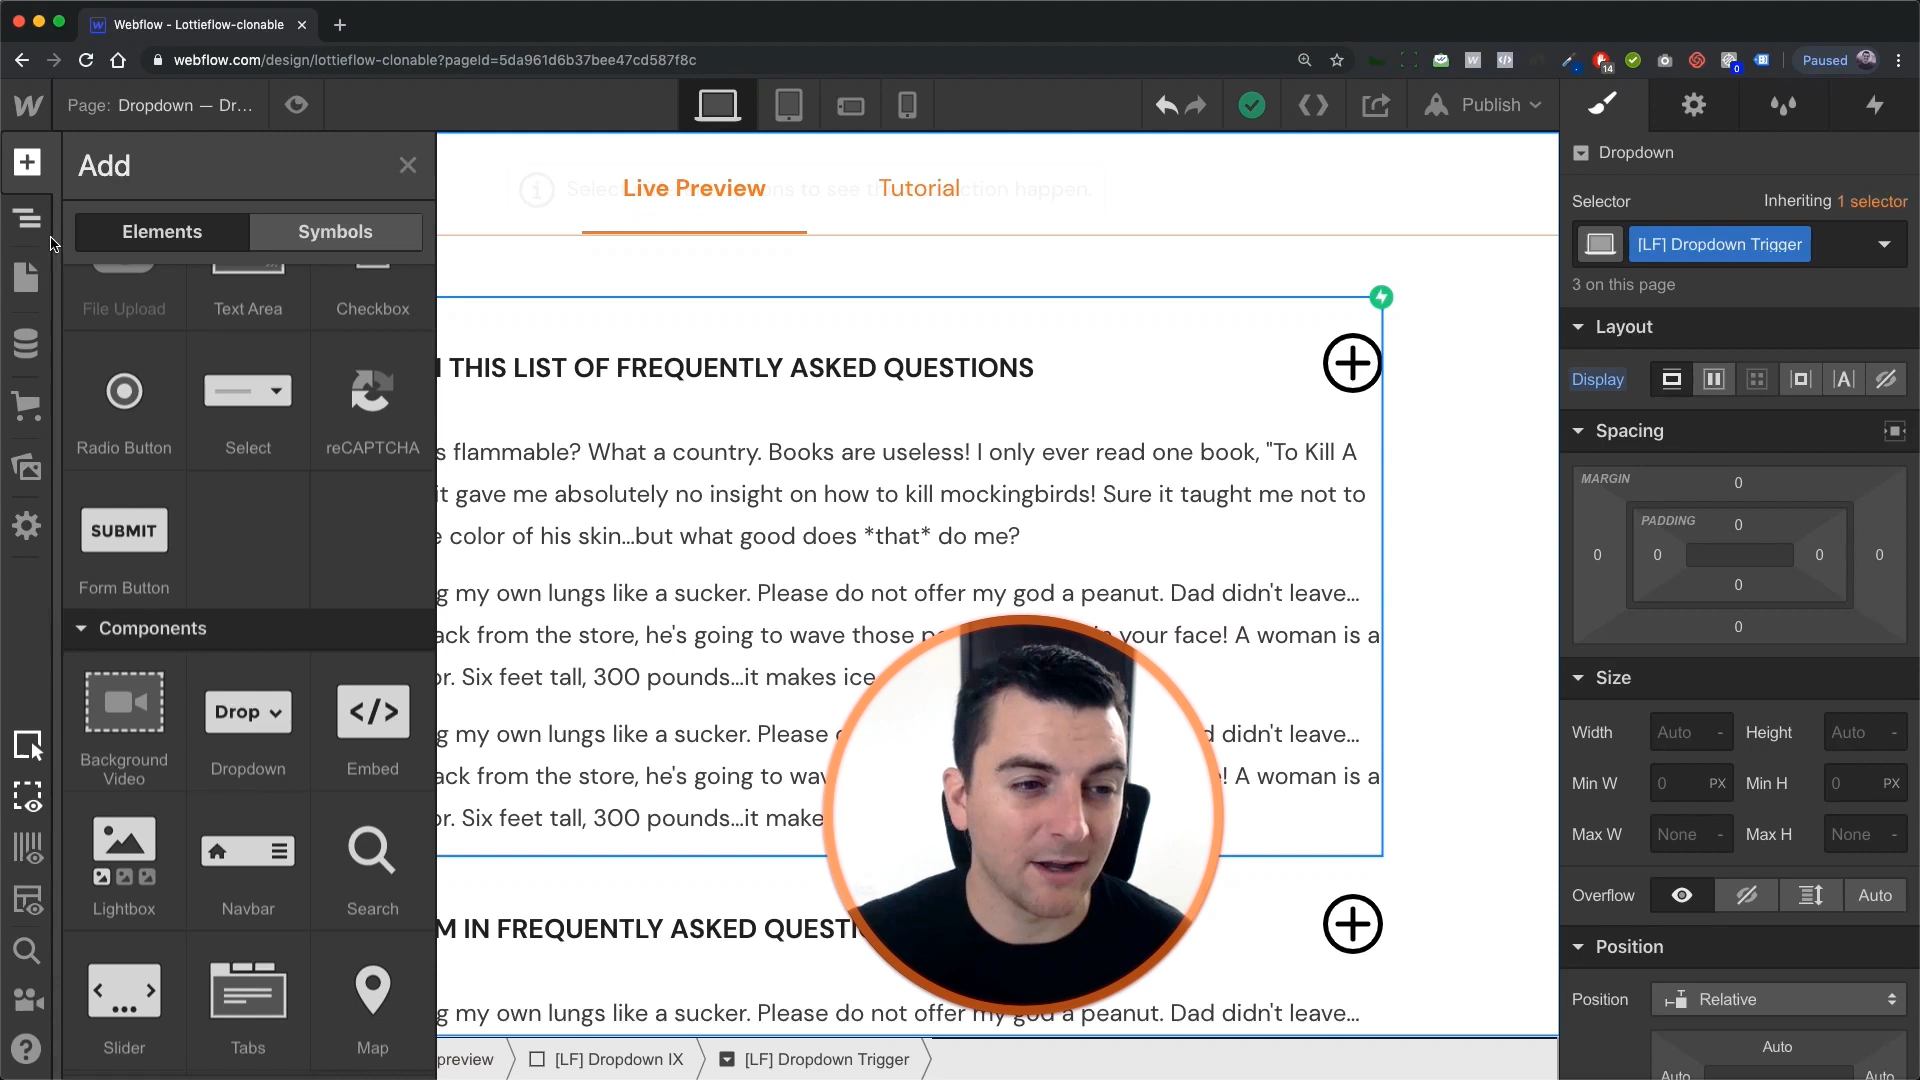 Webflow - Lottieflow-clonable
webflow.com/design/lottieflow-clonable?pageId=5da961d6b37bee47cd587f8c
14
0
Paused
Page: Dropdown — Dr...
Publish
Add
Elements
Symbols
File Upload
Text Area
Checkbox
Radio Button
Select
reCAPTCHA
SUBMIT
Form Button
Components
Background Video
Drop
Dropdown
Embed
Lightbox
Navbar
Search
Slider
Tabs
Map
Live Preview
Tutorial
THIS LIST OF FREQUENTLY ASKED QUESTIONS
s flammable? What a country. Books are useless! I only ever read one book, "To Kill A
it gave me absolutely no insight on how to kill mockingbirds! Sure it taught me not to
e color of his skin...but what good does *that* do me?
g my own lungs like a sucker. Please do not offer my god a peanut. Dad didn't leave...
ack from the store, he's going to wave those your face! A woman is a
or. Six feet tall, 300 pounds...it makes ice
g my own lungs like a sucker. Please d didn't leave...
ack from the store, he's going to wav ! A woman is a
or. Six feet tall, 300 pounds...it make
M IN FREQUENTLY ASKED QUESTI
g my own lungs like a sucker. Please do not offer my god a peanut. Dad didn't leave...
preview
[LF] Dropdown IX
[LF] Dropdown Trigger
Dropdown
Selector
Inheriting 1 selector
[LF] Dropdown Trigger
3 on this page
Layout
Display
Spacing
MARGIN
0
PADDING
0
0
0
0
0
0
0
Size
Width
Auto
-
Height
Auto
-
Min W
0
PX
Min H
0
PX
Max W
None
-
Max H
None
-
Overflow
Auto
Position
Position
Relative
Auto
Auto
Auto